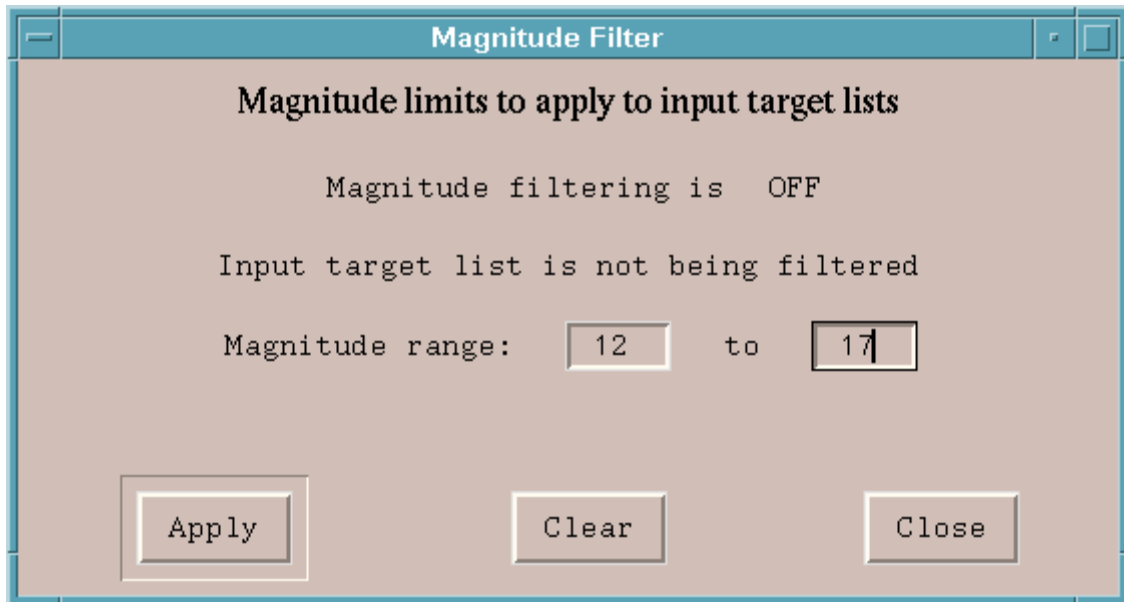 Magnitude Filter
Magnitude limits to apply to input target lists
Magnitude filtering is OFF
Input target list is not being filtered
Magnitude range: 12 to 17
Apply Clear Close